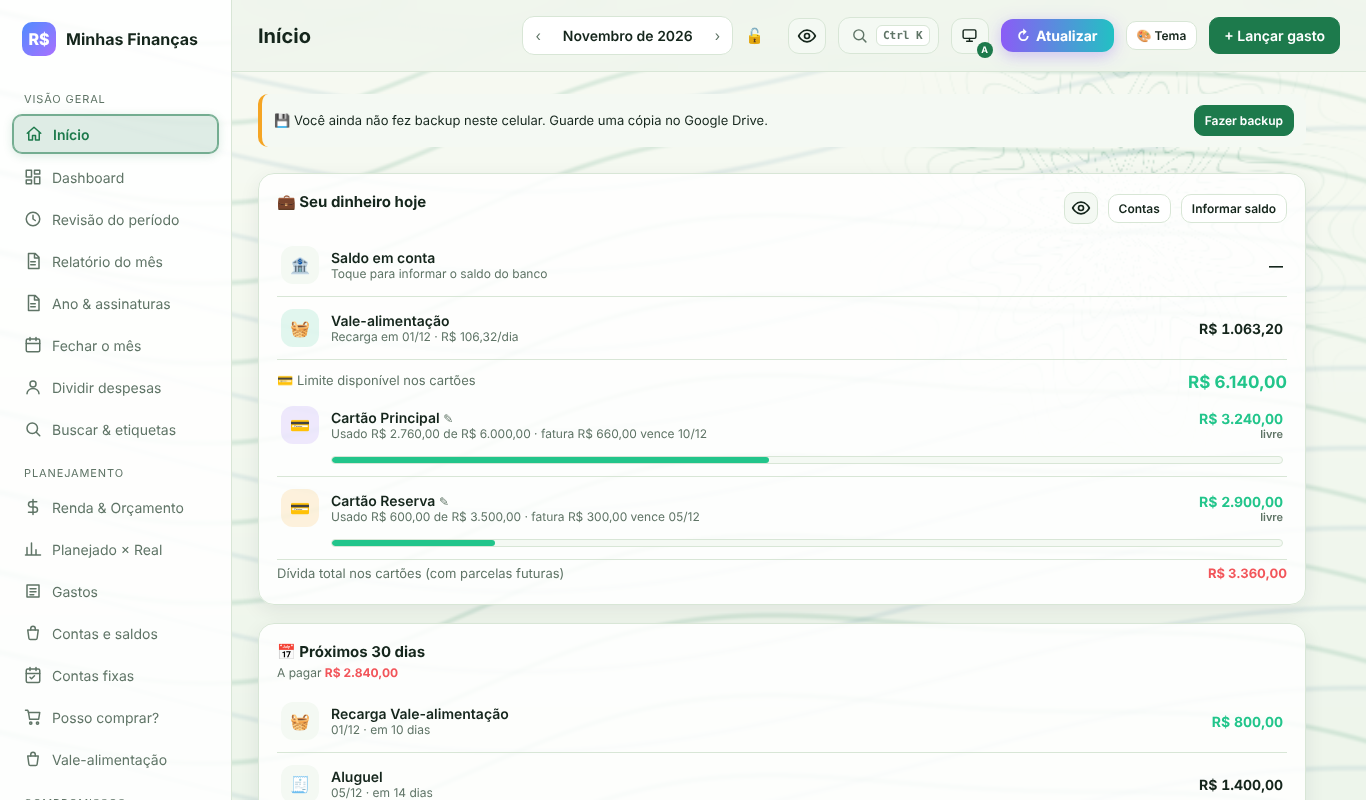 R$ Minhas Finanças
VISÃO GERAL
Início
Dashboard
Revisão do período
Relatório do mês
Ano & assinaturas
Fechar o mês
Dividir despesas
Buscar & etiquetas
PLANEJAMENTO
Renda & Orçamento
Planejado × Real
Gastos
Contas e saldos
Contas fixas
Posso comprar?
Vale-alimentação
Início
‹ Novembro de 2026 ›
Ctrl K
A
↻ Atualizar
🎨 Tema
+ Lançar gasto
💾 Você ainda não fez backup neste celular. Guarde uma cópia no Google Drive.
Fazer backup
💼 Seu dinheiro hoje
Contas
Informar saldo
Saldo em conta
Toque para informar o saldo do banco
—
Vale-alimentação
Recarga em 01/12 · R$ 106,32/dia
R$ 1.063,20
💳 Limite disponível nos cartões
R$ 6.140,00
Cartão Principal ✎
Usado R$ 2.760,00 de R$ 6.000,00 · fatura R$ 660,00 vence 10/12
R$ 3.240,00
livre
Cartão Reserva ✎
Usado R$ 600,00 de R$ 3.500,00 · fatura R$ 300,00 vence 05/12
R$ 2.900,00
livre
Dívida total nos cartões (com parcelas futuras)
R$ 3.360,00
📅 Próximos 30 dias
A pagar R$ 2.840,00
Recarga Vale-alimentação
01/12 · em 10 dias
R$ 800,00
Aluguel
05/12 · em 14 dias
R$ 1.400,00